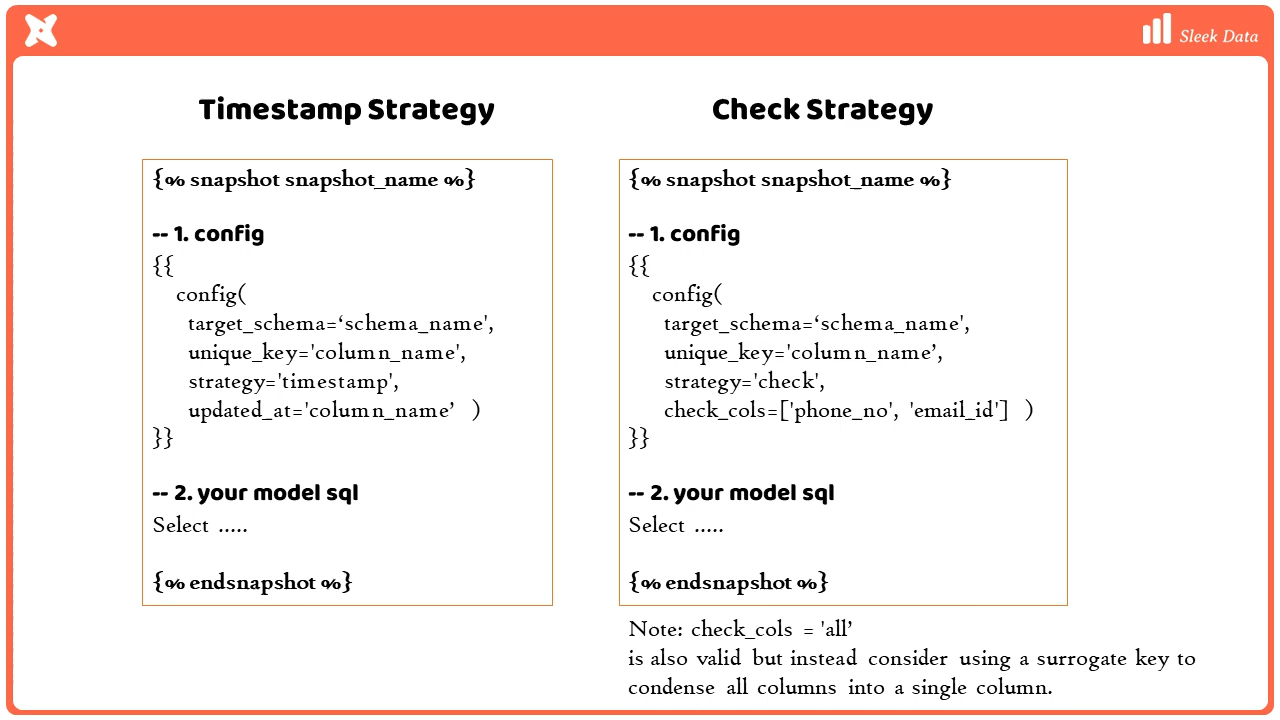 Sleek Data
Timestamp Strategy
{% snapshot snapshot_name %}
-- 1. config
{{
config(
target_schema=‘schema_name',
unique_key='column_name',
strategy='timestamp',
updated_at='column_name’ )
}}
-- 2. your model sql
Select .....
{% endsnapshot %}
Check Strategy
{% snapshot snapshot_name %}
-- 1. config
{{
config(
target_schema=‘schema_name',
unique_key='column_name’,
strategy='check',
check_cols=['phone_no', 'email_id'] )
}}
-- 2. your model sql
Select .....
{% endsnapshot %}
Note: check_cols = 'all’
is also valid but instead consider using a surrogate key to
condense all columns into a single column.